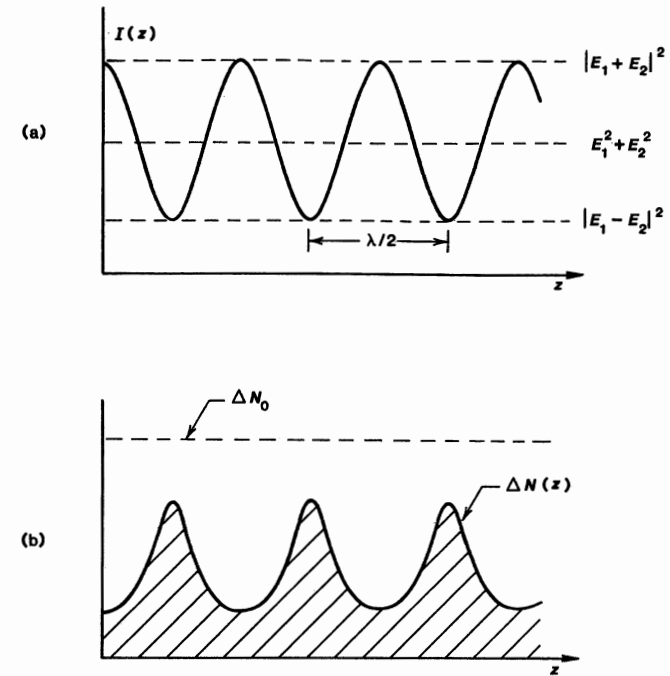 I(z)
|E₁ + E₂|²
(a)
E₁² + E₂²
|E₁ − E₂|²
λ/2
z
ΔN₀
ΔN(z)
(b)
z